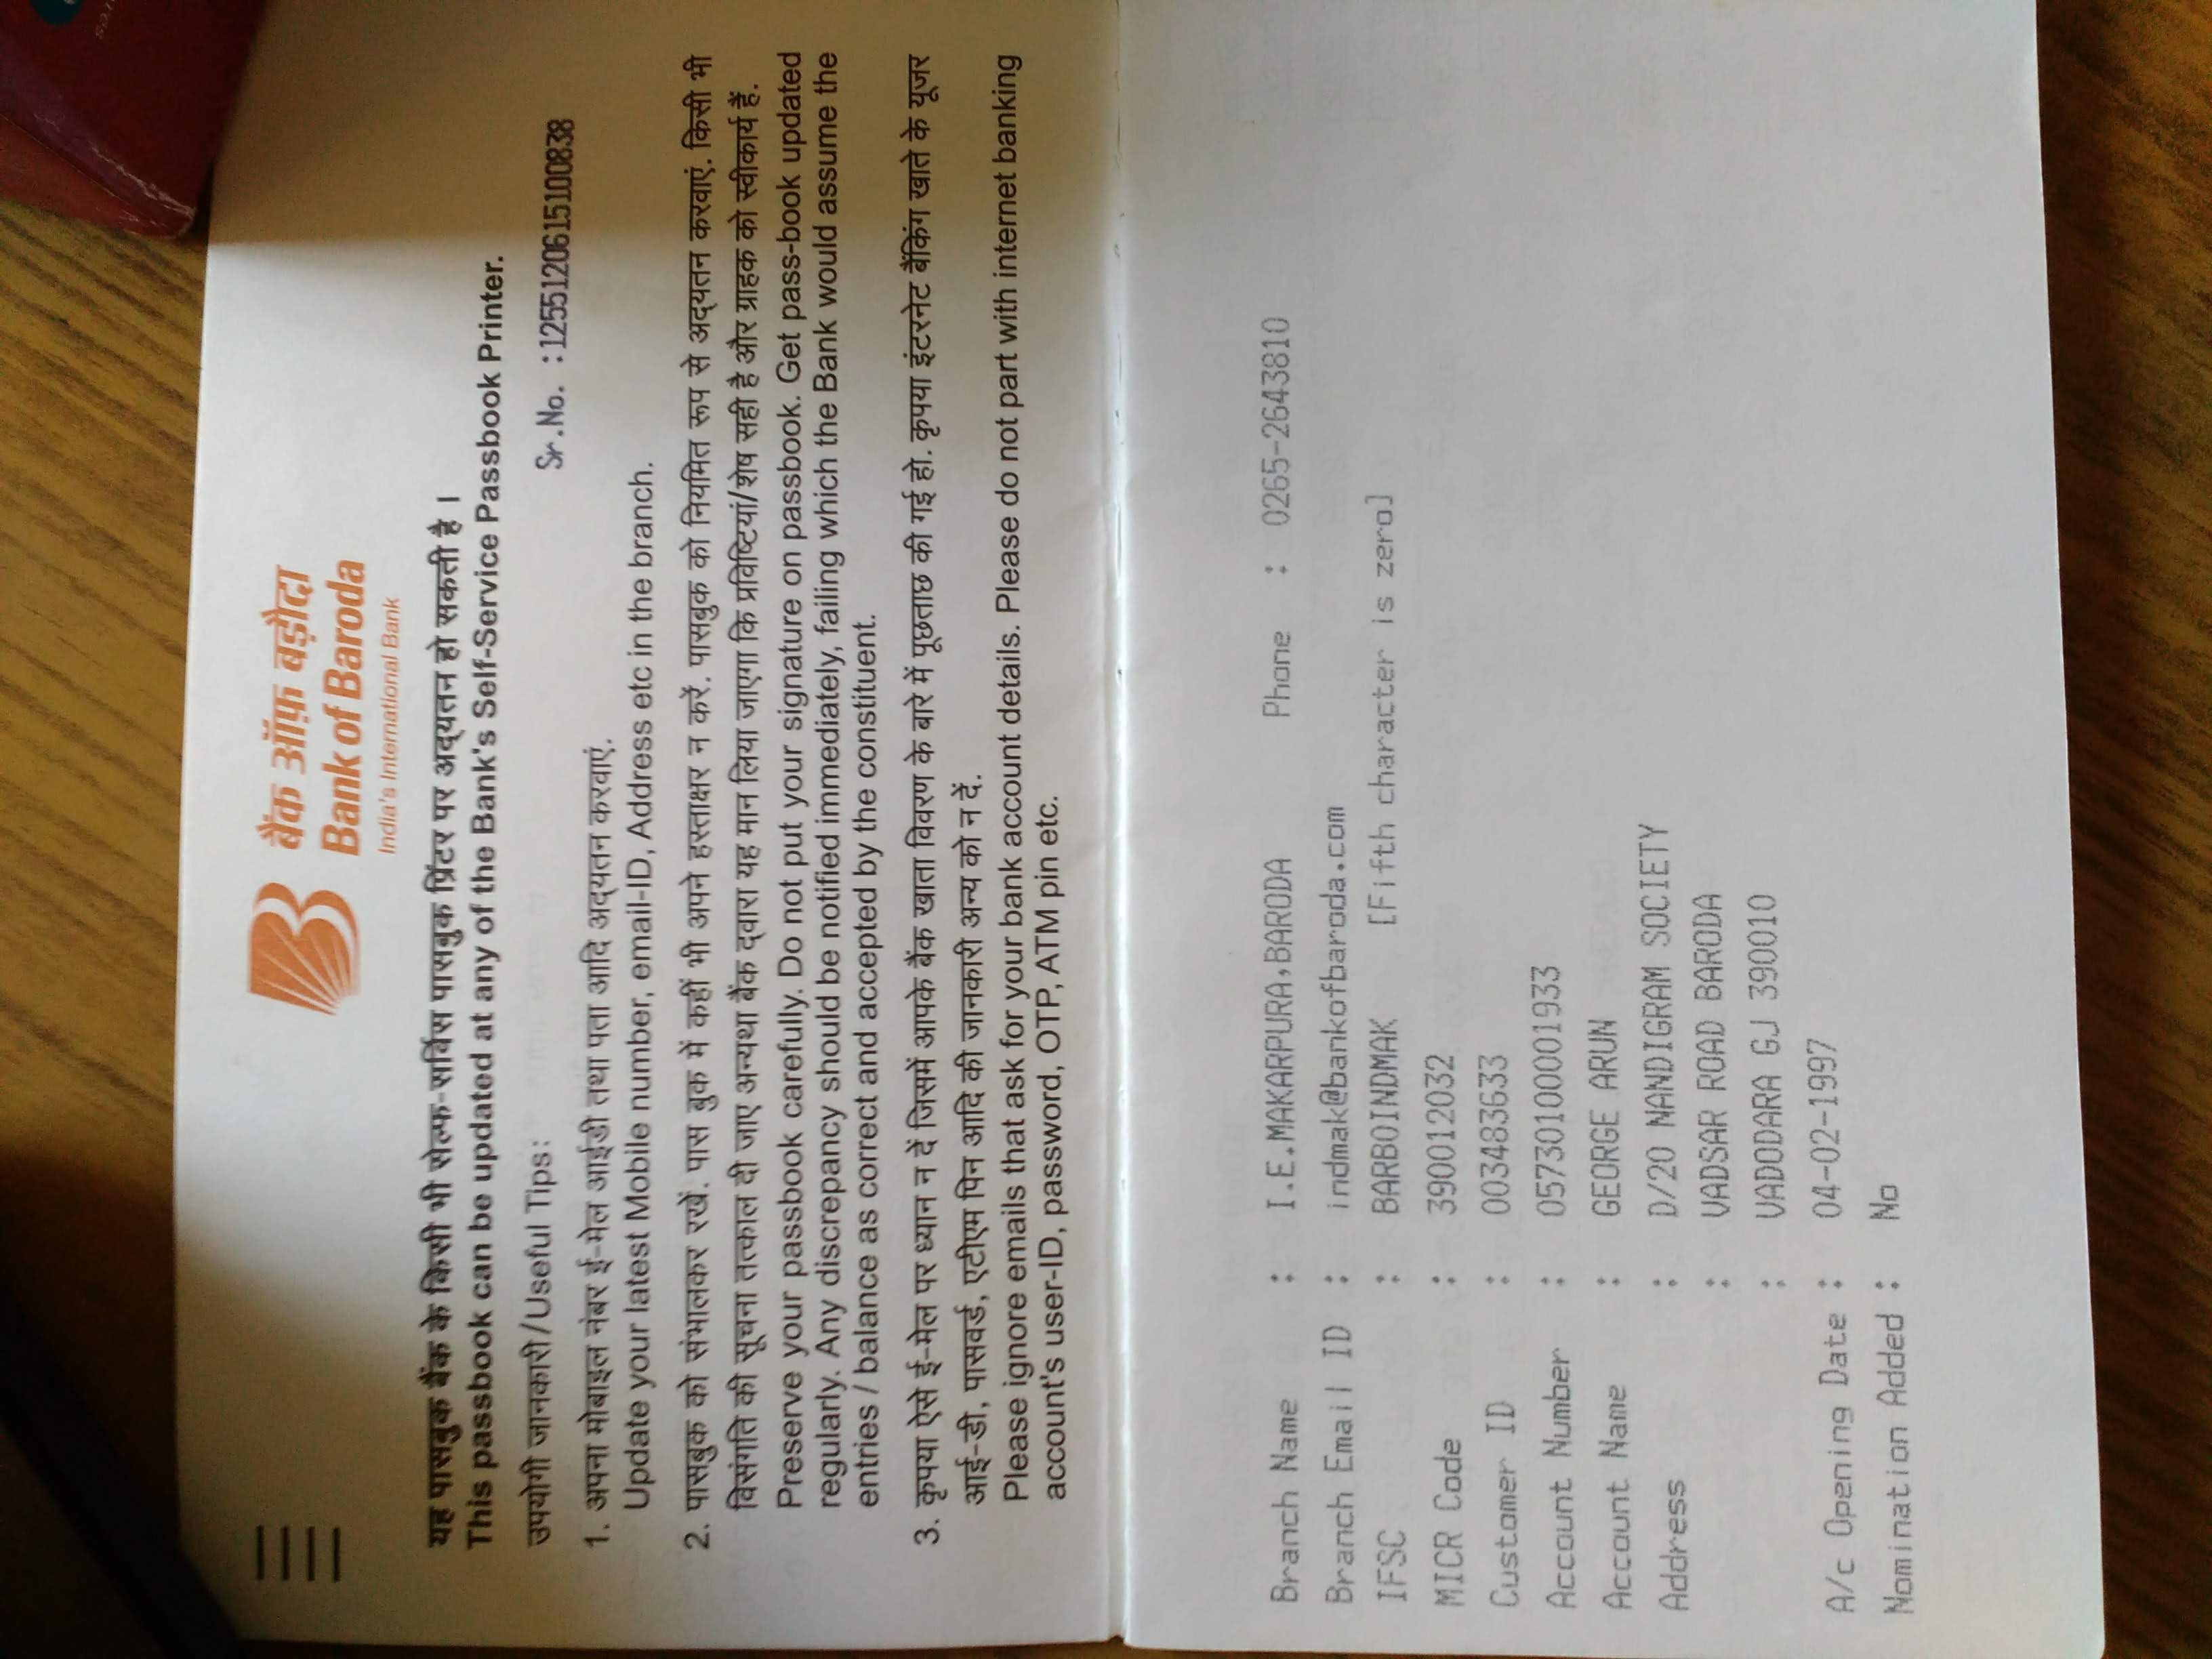 बैंक ऑफ़ बड़ौदा
Bank of Baroda
India's International Bank
यह पासबुक बैंक के किसी भी सेल्फ-सर्विस पासबुक प्रिंटर पर अद्यतन हो सकती है ।
This passbook can be updated at any of the Bank's Self-Service Passbook Printer.
उपयोगी जानकारी/Useful Tips: Sr.No. :1255120615100838
1. अपना मोबाइल नंबर ई-मेल आईडी तथा पता आदि अद्यतन करवाएं.
Update your latest Mobile number, email-ID, Address etc in the branch.
2. पासबुक को संभालकर रखें. पास बुक में कहीं भी अपने हस्ताक्षर न करें. पासबुक को नियमित रूप से अद्यतन करवाएं. किसी भी
विसंगति की सूचना तत्काल दी जाए अन्यथा बैंक द्वारा यह मान लिया जाएगा कि प्रविष्टियां/शेष सही है और ग्राहक को स्वीकार्य हैं.
Preserve your passbook carefully. Do not put your signature on passbook. Get pass-book updated
regularly. Any discrepancy should be notified immediately, failing which the Bank would assume the
entries / balance as correct and accepted by the constituent.
3. कृपया ऐसे ई-मेल पर ध्यान न दें जिसमें आपके बैंक खाता विवरण के बारे में पूछताछ की गई हो. कृपया इंटरनेट बैंकिंग खाते के यूजर
आई-डी, पासवर्ड, एटीएम पिन आदि की जानकारी अन्य को न दें.
Please ignore emails that ask for your bank account details. Please do not part with internet banking
account's user-ID, password, OTP, ATM pin etc.
Branch Name : I.E.MAKARPURA,BARODA Phone : 0265-2643810
Branch Email ID : indmak@bankofbaroda.com
IFSC : BARB0INDMAK [Fifth character is zero]
MICR Code : 390012032
Customer ID : 003483633
Account Number : 05730100001933
Account Name : GEORGE ARUN
Address : D/20 NANDIGRAM SOCIETY
: VADSAR ROAD BARODA
: VADODARA GJ 390010
A/c Opening Date : 04-02-1997
Nomination Added : No